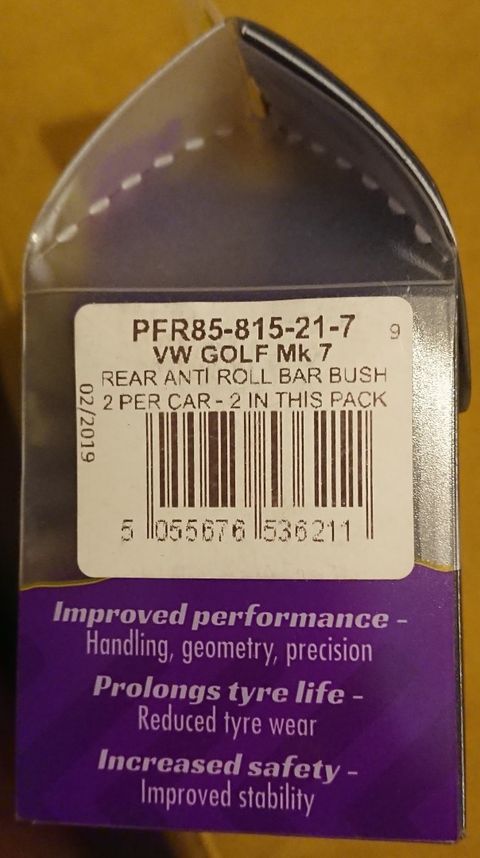 PFR85-815-21-7 9
VW GOLF Mk 7
REAR ANTI ROLL BAR BUSH
2 PER CAR - 2 IN THIS PACK
02/2019
5 055676 536211
Improved performance -
Handling, geometry, precision
Prolongs tyre life -
Reduced tyre wear
Increased safety -
Improved stability